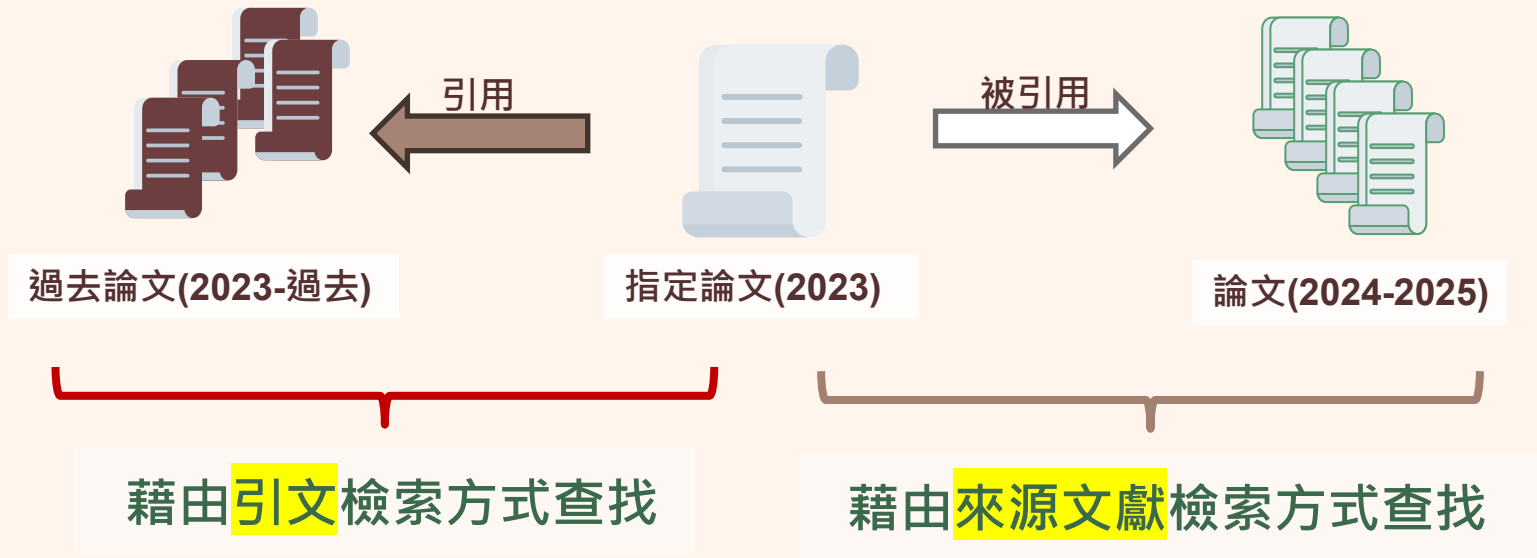 引用
被引用
過去論文(2023-過去)
指定論文(2023)
論文(2024-2025)
藉由引文檢索方式查找
藉由來源文獻檢索方式查找